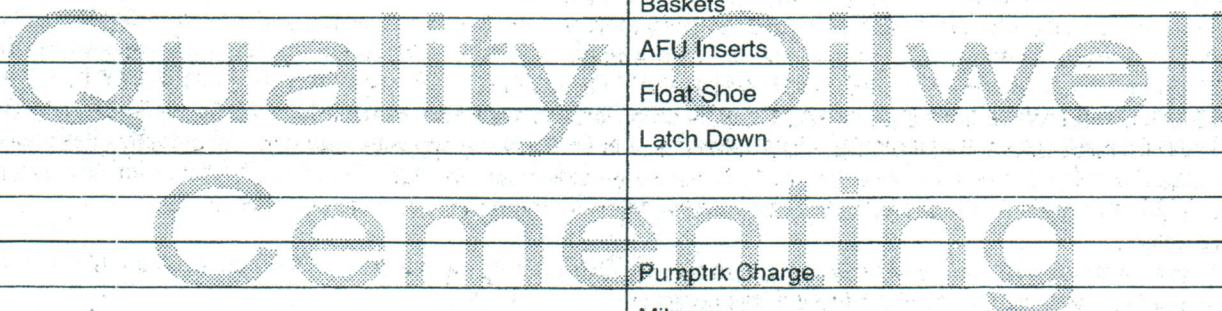 Baskets
AFU Inserts
Quality Oilwell
Float Shoe
Latch Down
Cementing
Pumptrk Charge